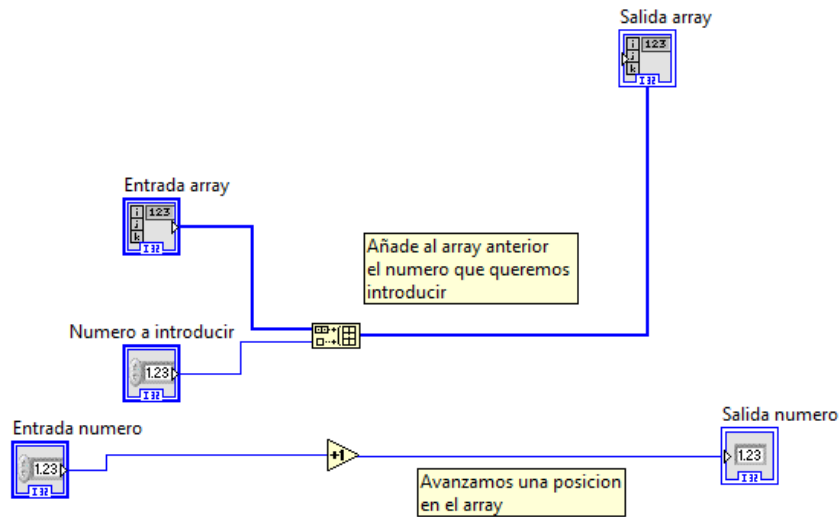 Salida array
i
j
k
123
I32
Entrada array
i
j
k
123
I32
Añade al array anterior
el numero que queremos
introducir
Numero a introducir
1.23
I32
Entrada numero
1.23
I32
+1
Salida numero
1.23
I32
Avanzamos una posicion
en el array